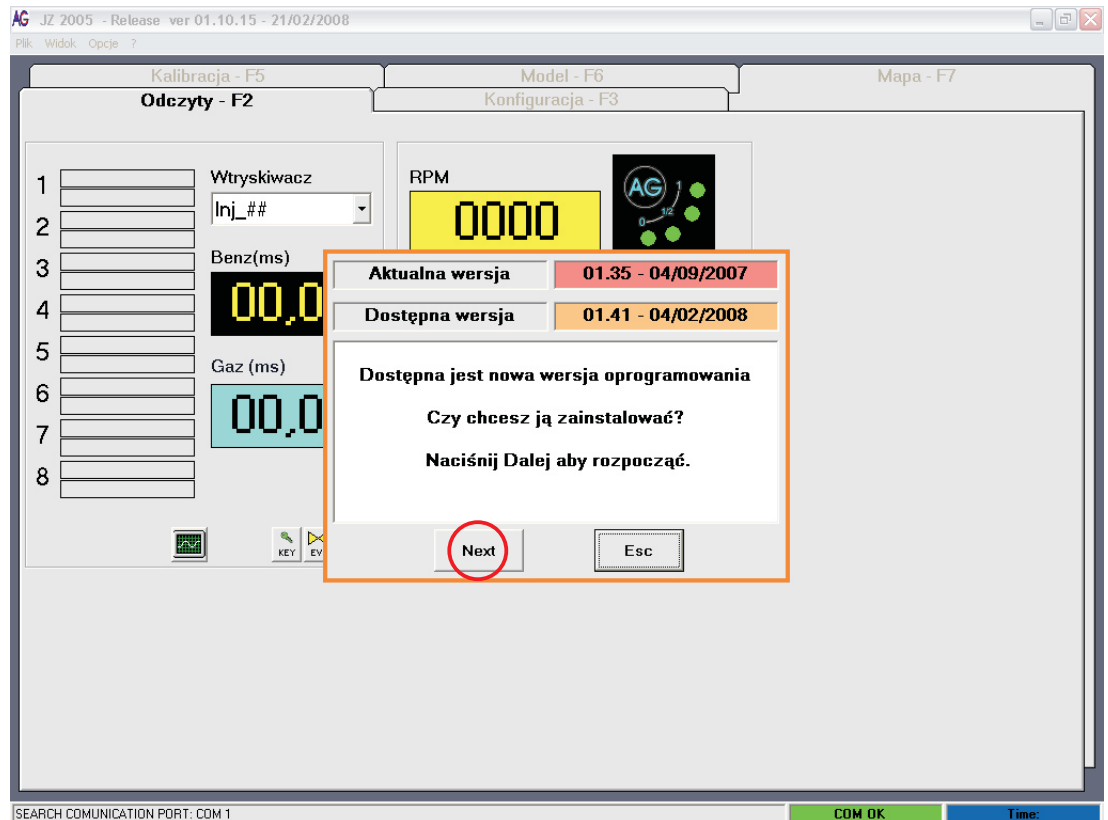 AG JZ 2005 - Release ver 01.10.15 - 21/02/2008
Plik Widok Opcje ?
Kalibracja - F5
Model - F6
Mapa - F7
Odczyty - F2
Konfiguracja - F3
1
2
3
4
5
6
7
8
Wtryskiwacz
Inj_##
Benz(ms)
00,0
Gaz (ms)
00,0
KEY
EV
RPM
0000
AG
0 1/2 1
Aktualna wersja
01.35 - 04/09/2007
Dostępna wersja
01.41 - 04/02/2008
Dostępna jest nowa wersja oprogramowania
Czy chcesz ją zainstalować?
Naciśnij Dalej aby rozpocząć.
Next
Esc
SEARCH COMUNICATION PORT: COM 1
COM OK
Time: